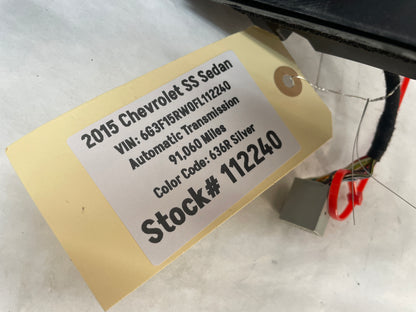 2015 Chevrolet SS Sedan
VIN: 6G3F15RW0FL112240
Automatic Transmission
91,060 Miles
Color Code: 636R Silver
Stock# 112240